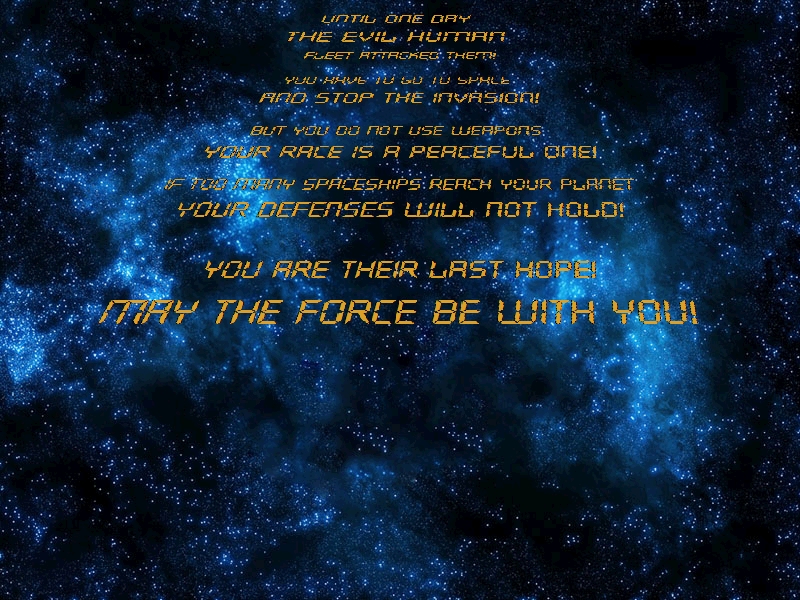 UNTIL ONE DAY
THE EVIL HUMAN
FLEET ATTACKED THEM!
YOU HAVE TO GO TO SPACE
AND STOP THE INVASION!
BUT YOU DO NOT USE WEAPONS.
YOUR RACE IS A PEACEFUL ONE!
IF TOO MANY SPACESHIPS REACH YOUR PLANET
YOUR DEFENSES WILL NOT HOLD!
YOU ARE THEIR LAST HOPE!
MAY THE FORCE BE WITH YOU!